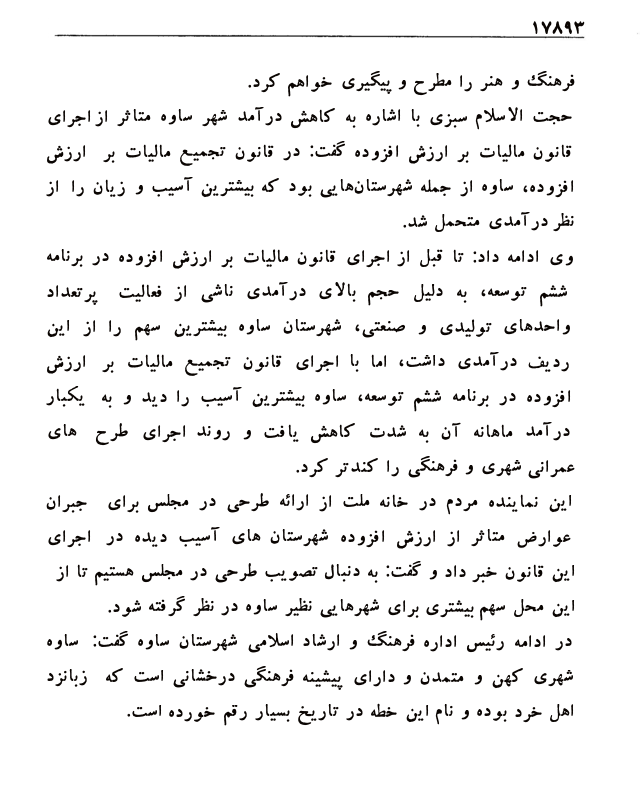 ۱۷۸۹۳
فرهنگ و هنر را مطرح و پیگیری خواهم کرد.
حجت الاسلام سبزی با اشاره به کاهش درآمد شهر ساوه متاثر از اجرای
قانون مالیات بر ارزش افزوده گفت: در قانون تجمیع مالیات بر ارزش
افزوده، ساوه از جمله شهرستان‌هایی بود که بیشترین آسیب و زیان را از
نظر درآمدی متحمل شد.
وی ادامه داد: تا قبل از اجرای قانون مالیات بر ارزش افزوده در برنامه
ششم توسعه، به دلیل حجم بالای درآمدی ناشی از فعالیت پرتعداد
واحدهای تولیدی و صنعتی، شهرستان ساوه بیشترین سهم را از این
ردیف درآمدی داشت، اما با اجرای قانون تجمیع مالیات بر ارزش
افزوده در برنامه ششم توسعه، ساوه بیشترین آسیب را دید و به یکبار
درآمد ماهانه آن به شدت کاهش یافت و روند اجرای طرح های
عمرانی شهری و فرهنگی را کندتر کرد.
این نماینده مردم در خانه ملت از ارائه طرحی در مجلس برای جبران
عوارض متاثر از ارزش افزوده شهرستان های آسیب دیده در اجرای
این قانون خبر داد و گفت: به دنبال تصویب طرحی در مجلس هستیم تا از
این محل سهم بیشتری برای شهرهایی نظیر ساوه در نظر گرفته شود.
در ادامه رئیس اداره فرهنگ و ارشاد اسلامی شهرستان ساوه گفت: ساوه
شهری کهن و متمدن و دارای پیشینه فرهنگی درخشانی است که زبانزد
اهل خرد بوده و نام این خطه در تاریخ بسیار رقم خورده است.